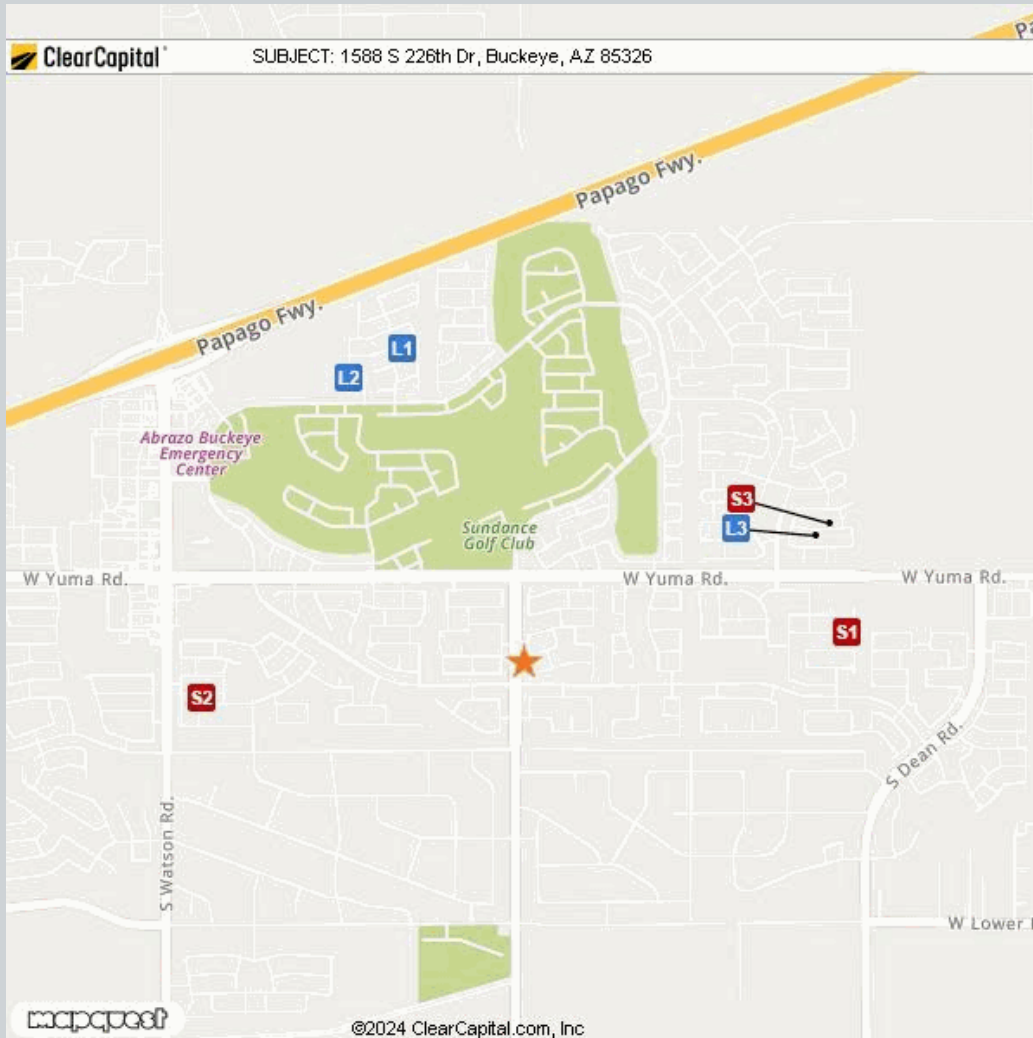 ClearCapital
SUBJECT: 1588 S 226th Dr, Buckeye, AZ 85326
Papago Fwy.
Papago Fwy.
L1
L2
Abrazo Buckeye
Emergency
Center
S3
L3
Sundance
Golf Club
W Yuma Rd.
W Yuma Rd.
W Yuma Rd.
S1
S2
S Dean Rd.
S Watson Rd.
W Lower
mapquest
©2024 ClearCapital.com, Inc